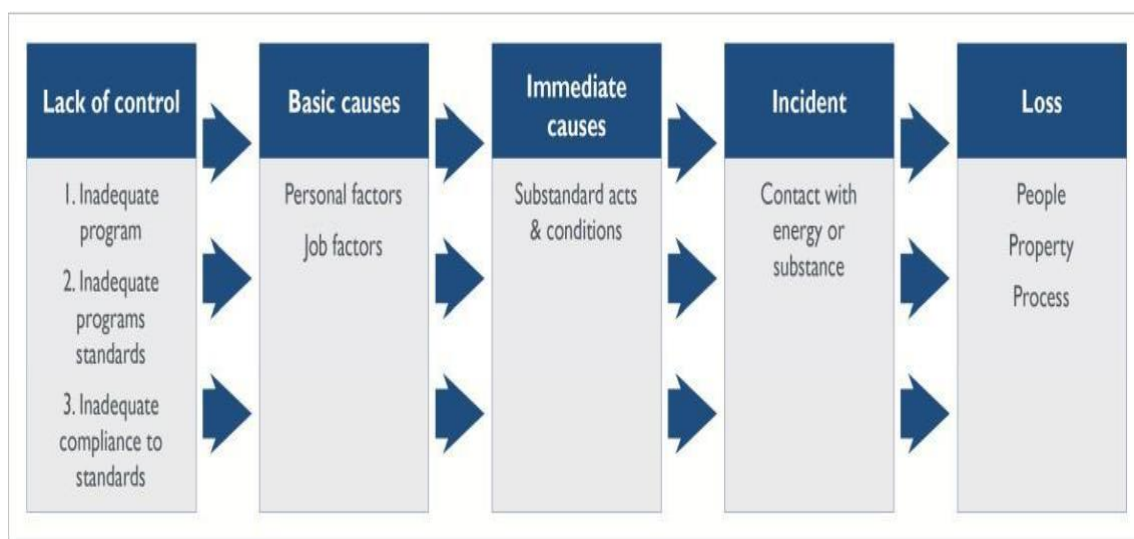 Lack of control
1. Inadequate
program
2. Inadequate
programs
standards
3. Inadequate
compliance to
standards
Basic causes
Personal factors
Job factors
Immediate
causes
Substandard acts
& conditions
Incident
Contact with
energy or
substance
Loss
People
Property
Process